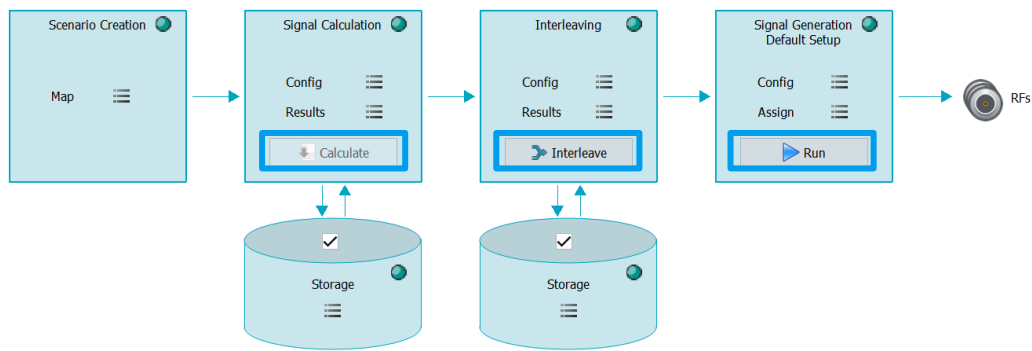 Scenario Creation
Map
Signal Calculation
Config
Results
Calculate
Storage
Interleaving
Config
Results
Interleave
Storage
Signal Generation
Default Setup
Config
Assign
Run
RFs